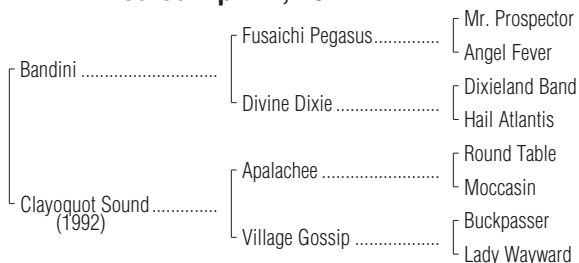 Fusaichi Pegasus.............
Mr. Prospector
Angel Fever
Bandini ...........................
Divine Dixie .....................
Dixieland Band
Hail Atlantis
Apalachee .......................
Round Table
Moccasin
Clayoquot Sound.............
(1992)
Village Gossip .................
Buckpasser
Lady Wayward